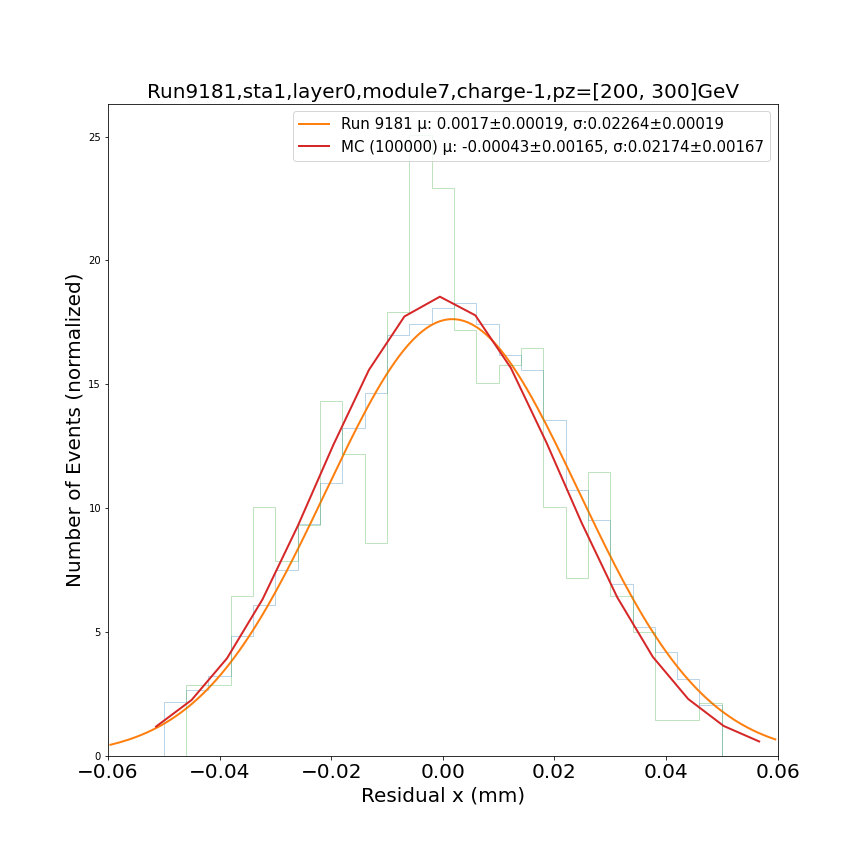 Run9181,sta1,layer0,module7,charge-1,pz=[200, 300]GeV
Run 9181 μ: 0.0017±0.00019, σ:0.02264±0.00019
MC (100000) μ: -0.00043±0.00165, σ:0.02174±0.00167
Number of Events (normalized)
25
20
15
10
5
0
−0.06
−0.04
−0.02
0.00
0.02
0.04
0.06
Residual x (mm)